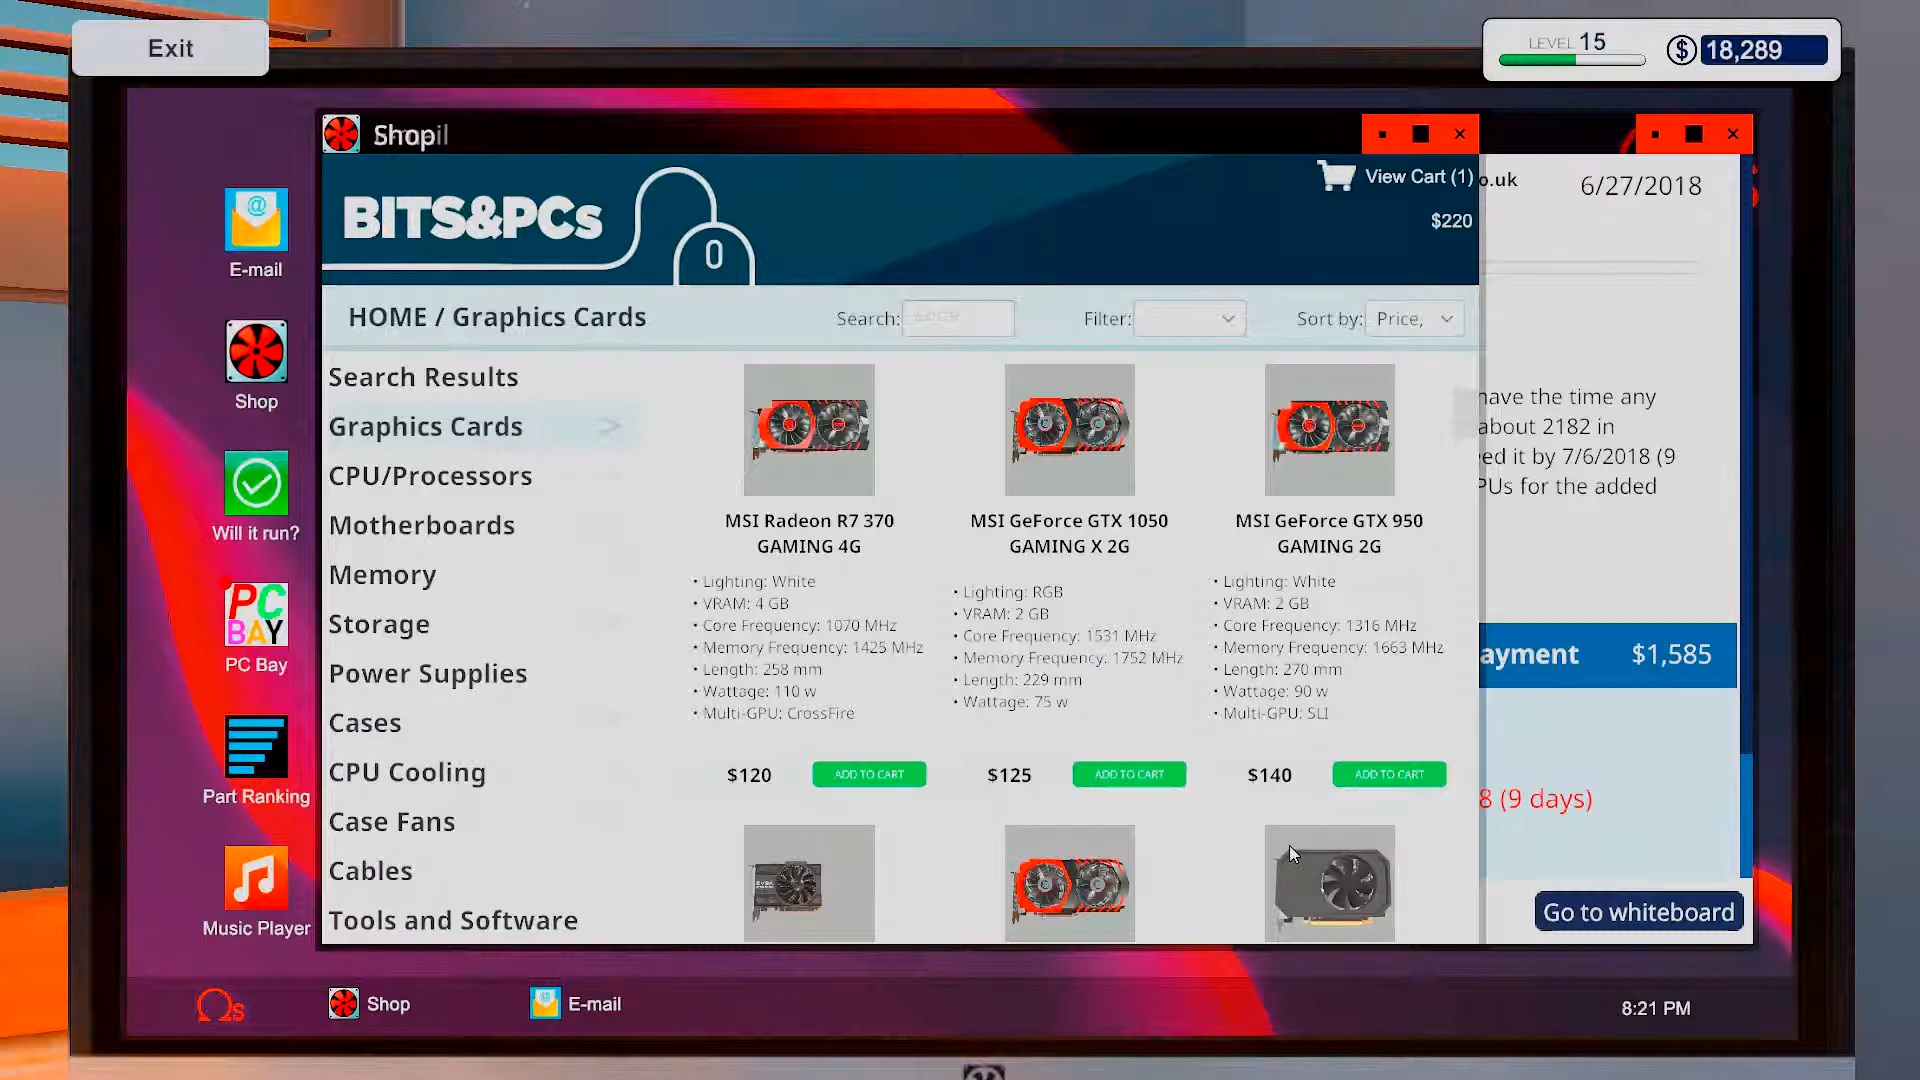 Exit
LEVEL 15
$ 18,289
Shop
View Cart (1)
$220
BITS&PCs
o.uk
6/27/2018
HOME / Graphics Cards
Search:
Filter:
Sort by:
Price,
E-mail
Shop
Will it run?
PC BAY
PC Bay
Part Ranking
Music Player
Search Results
Graphics Cards >
CPU/Processors
Motherboards
Memory
Storage
Power Supplies
Cases
CPU Cooling
Case Fans
Cables
Tools and Software
MSI Radeon R7 370
GAMING 4G
• Lighting: White
• VRAM: 4 GB
• Core Frequency: 1070 MHz
• Memory Frequency: 1425 MHz
• Length: 258 mm
• Wattage: 110 w
• Multi-GPU: CrossFire
$120
ADD TO CART
MSI GeForce GTX 1050
GAMING X 2G
• Lighting: RGB
• VRAM: 2 GB
• Core Frequency: 1531 MHz
• Memory Frequency: 1752 MHz
• Length: 229 mm
• Wattage: 75 w
$125
ADD TO CART
MSI GeForce GTX 950
GAMING 2G
• Lighting: White
• VRAM: 2 GB
• Core Frequency: 1316 MHz
• Memory Frequency: 1663 MHz
• Length: 270 mm
• Wattage: 90 w
• Multi-GPU: SLI
$140
ADD TO CART
have the time any
about 2182 in
ed it by 7/6/2018 (9
PUs for the added
ayment
$1,585
8 (9 days)
Go to whiteboard
Ωs
Shop
E-mail
8:21 PM